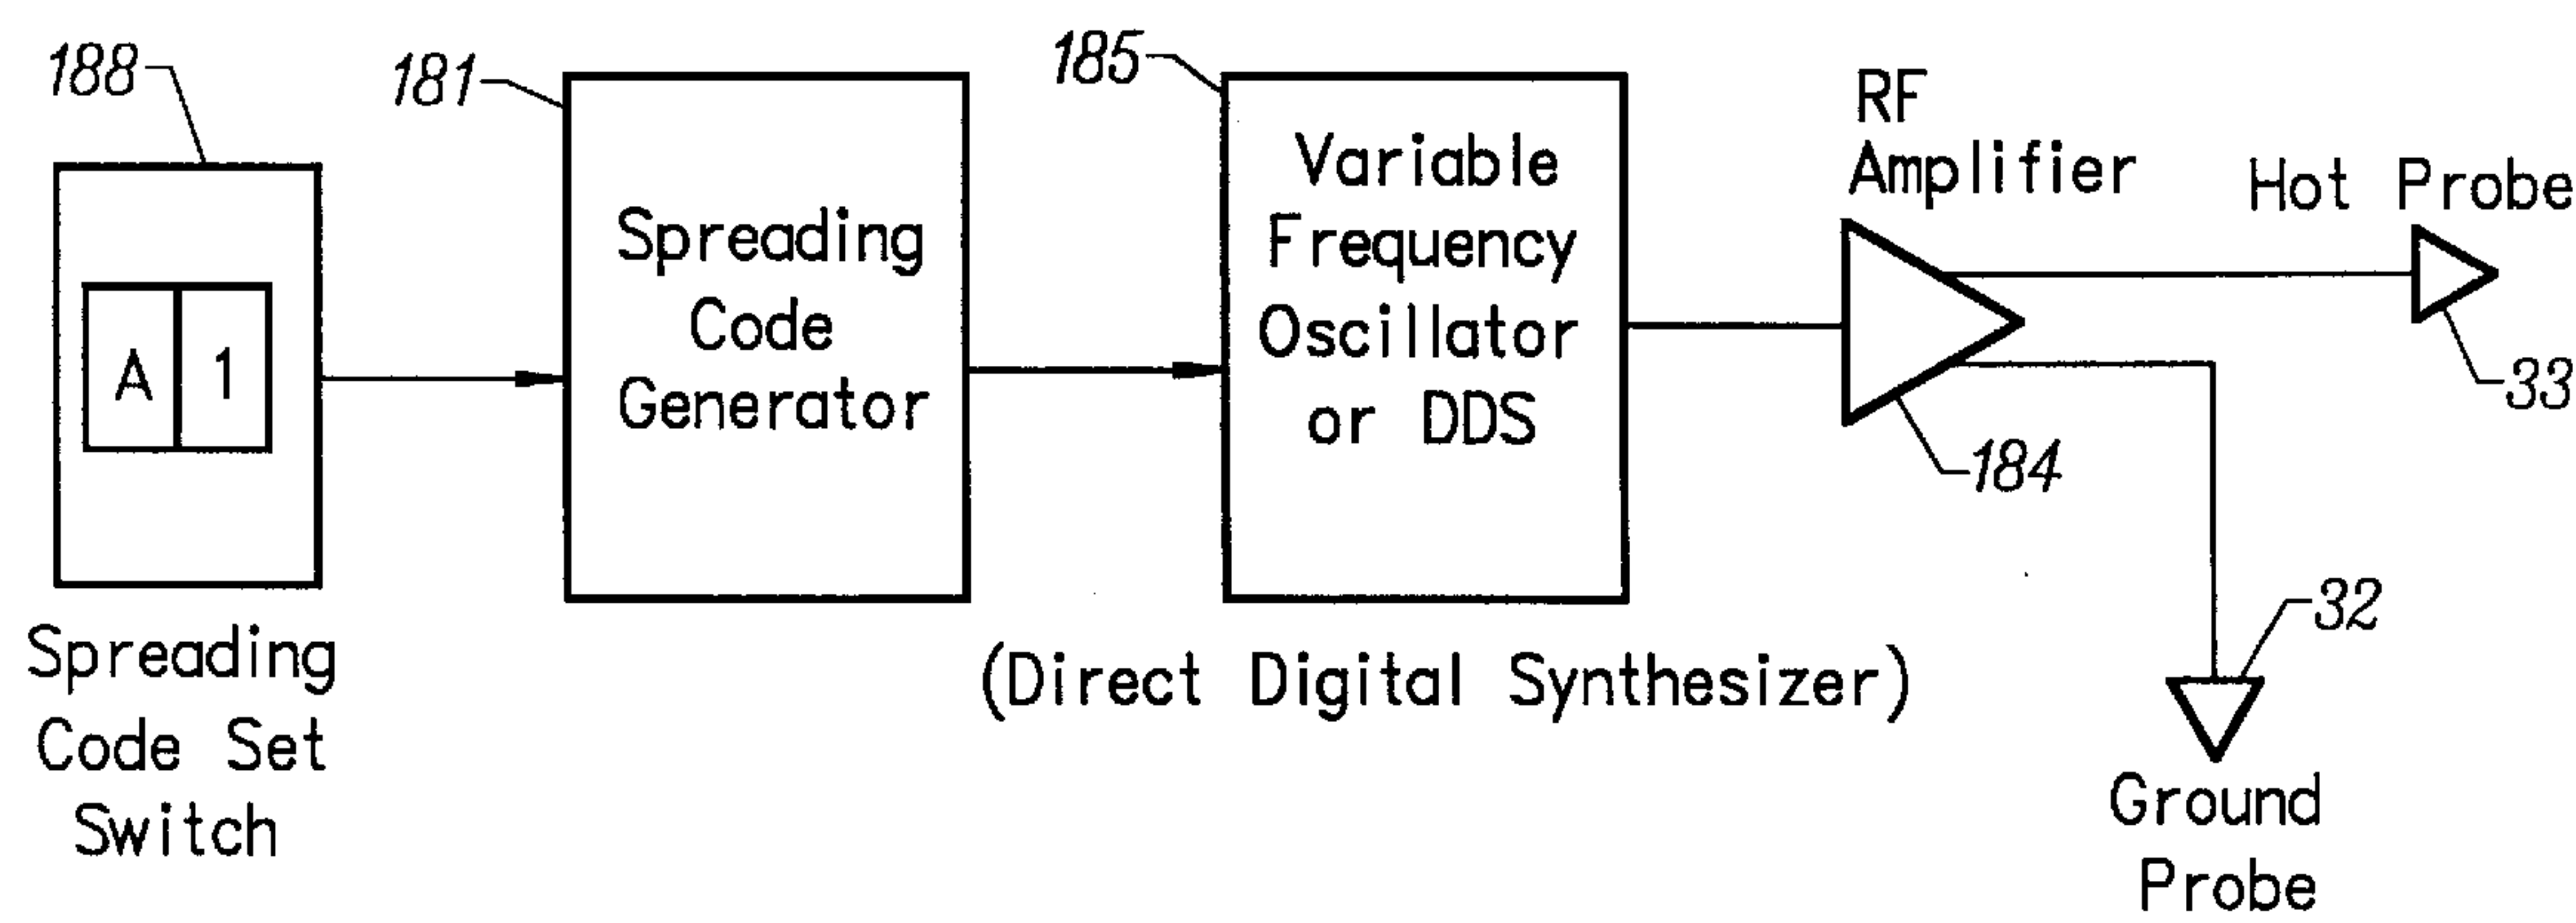 188
181
185
RF
Amplifier
Hot Probe
Spreading
Code
Generator
Variable
Frequency
Oscillator
or DDS
A 1
33
184
32
Spreading
Code Set
Switch
(Direct Digital Synthesizer)
Ground
Probe